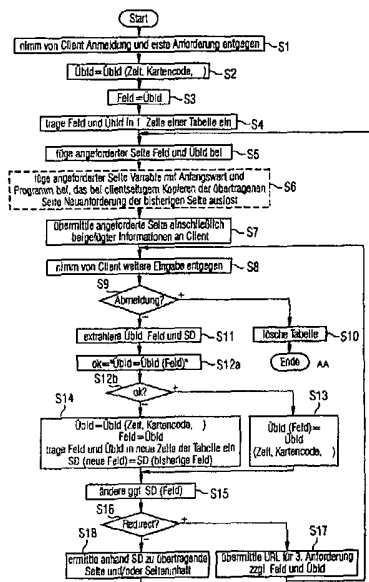 Start
nimm von Client Anmeldung und erste Anforderung entgegen
S1
Übid=Übid (Zeit, Kartencode, )
S2
Feld=Übid
S3
trage Feld und Übid in 1. Zeile einer Tabelle ein
S4
füge angeforderter Seite Feld und Übid bei
S5
füge angeforderter Seite Variable mit Anfangswert und
Programm bei, das bei clientseitigem Kopieren der übertragenen
Seite Neuanforderung der bisherigen Seite auslöst
S6
übermittle angeforderte Seite einschließlich
beigefügter Informationen an Client
S7
nimm von Client weitere Eingabe entgegen
S8
S9
Abmeldung?
+
-
extrahiere Übid Feld und SD
S11
lösche Tabelle
S10
ok="Übid=Übid (Feld)"
S12a
Ende
AA
S12b
ok?
+
-
S14
S13
Übid=Übid (Zeit, Kartencode, )
Feld=Übid
trage Feld und Übid in neue Zeile der Tabelle ein
SD (neue Feld)=SD (bisherige Feld)
Übid (Feld)=
Übid
(Zeit, Kartencode, )
ändere ggf. SD (Feld)
S15
S16
Redirect?
+
-
S18
S17
ermittle anhand SD zu übertragende
Seite und/oder Seiteninhalt
übermittle URL für 3. Anforderung
zzgl Feld und Übid